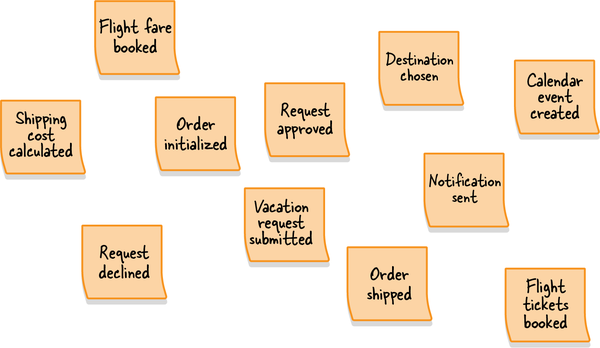 Flight fare
booked
Destination
chosen
Calendar
event
created
Shipping
cost
calculated
Order
initialized
Request
approved
Notification
sent
Vacation
request
submitted
Request
declined
Order
shipped
Flight
tickets
booked